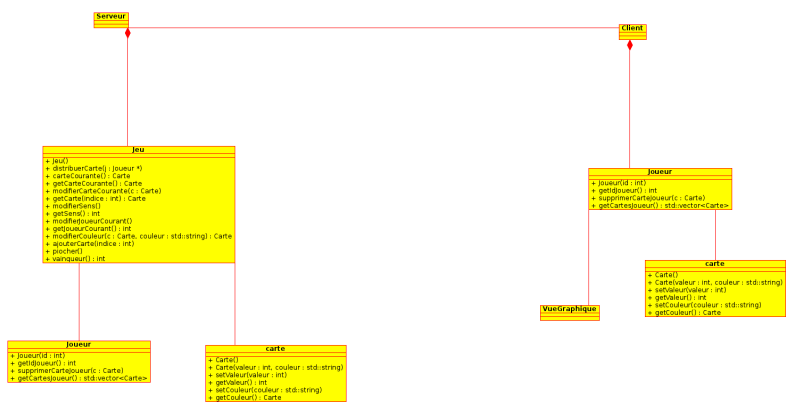 Serveur
Client
Jeu
+ Jeu()
+ distribuerCarte(j : Joueur *)
+ carteCourante() : Carte
+ getCarteCourante() : Carte
+ modifierCarteCourante(c : Carte)
+ getCarte(indice : int) : Carte
+ modifierSens()
+ getSens() : int
+ modifierJoueurCourant()
+ getJoueurCourant() : int
+ modifierCouleur(c : Carte, couleur : std::string) : Carte
+ ajouterCarte(indice : int)
+ piocher()
+ vainqueur() : int
Joueur
+ Joueur(id : int)
+ getIdJoueur() : int
+ supprimerCarteJoueur(c : Carte)
+ getCartesJoueur() : std::vector<Carte>
carte
+ Carte()
+ Carte(valeur : int, couleur : std::string)
+ setValeur(valeur : int)
+ getValeur() : int
+ setCouleur(couleur : std::string)
+ getCouleur() : Carte
VueGraphique
Joueur
+ Joueur(id : int)
+ getIdJoueur() : int
+ supprimerCarteJoueur(c : Carte)
+ getCartesJoueur() : std::vector<Carte>
carte
+ Carte()
+ Carte(valeur : int, couleur : std::string)
+ setValeur(valeur : int)
+ getValeur() : int
+ setCouleur(couleur : std::string)
+ getCouleur() : Carte